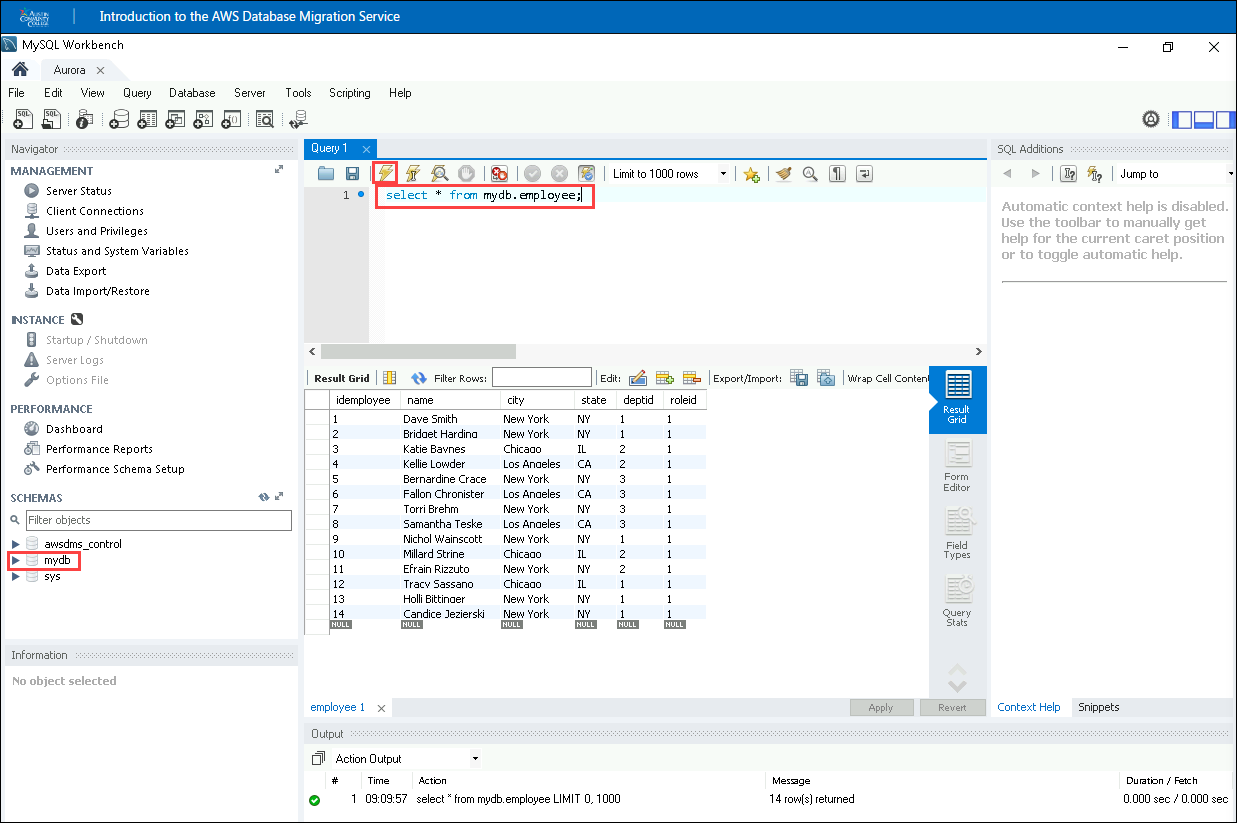 AUSTIN COMMUNITY COLLEGE
Introduction to the AWS Database Migration Service
MySQL Workbench
Aurora
File Edit View Query Database Server Tools Scripting Help
Navigator
MANAGEMENT
Server Status
Client Connections
Users and Privileges
Status and System Variables
Data Export
Data Import/Restore
INSTANCE
Startup / Shutdown
Server Logs
Options File
PERFORMANCE
Dashboard
Performance Reports
Performance Schema Setup
SCHEMAS
Filter objects
awsdms_control
mydb
sys
Information
No object selected
Query 1
Limit to 1000 rows
1 select * from mydb.employee;
Result Grid Filter Rows: Edit: Export/Import: Wrap Cell Conten
idemployee name city state deptid roleid
1 Dave Smith New York NY 1 1
2 Bridget Harding New York NY 1 1
3 Katie Baynes Chicago IL 2 1
4 Kellie Lowder Los Angeles CA 2 1
5 Bernardine Crace New York NY 3 1
6 Fallon Chronister Los Angeles CA 3 1
7 Torri Brehm New York NY 3 1
8 Samantha Teske Los Angeles CA 3 1
9 Nichol Wainscott New York NY 1 1
10 Millard Strine Chicago IL 2 1
11 Efrain Rizzuto New York NY 2 1
12 Tracy Sassano Chicago IL 1 1
13 Holli Bittinger New York NY 1 1
14 Candice Jezierski New York NY 1 1
NULL NULL NULL NULL NULL NULL
Result
Grid
Form
Editor
Field
Types
Query
Stats
employee 1
Apply Revert
SQL Additions
Jump to
Automatic context help is disabled.
Use the toolbar to manually get
help for the current caret position
or to toggle automatic help.
Context Help Snippets
Output
Action Output
# Time Action Message Duration / Fetch
1 09:09:57 select * from mydb.employee LIMIT 0, 1000 14 row(s) returned 0.000 sec / 0.000 sec